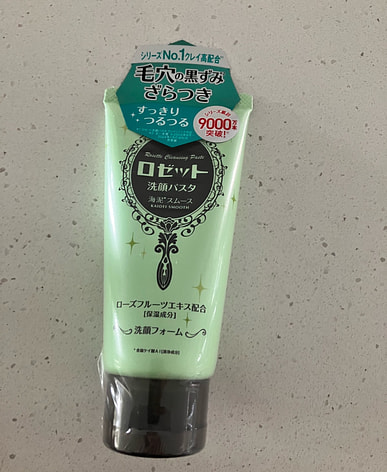 シリーズNo.1クレイ高配合
毛穴の黒ずみ
ざらつき
すっきり
つるつる
シリーズ累計
9000万本
突破!
Rosette Cleansing Paste
ロゼット
洗顔パスタ
海泥*スムース
KAIDEI SMOOTH
ローズフルーツエキス配合
[保湿成分]
洗顔フォーム